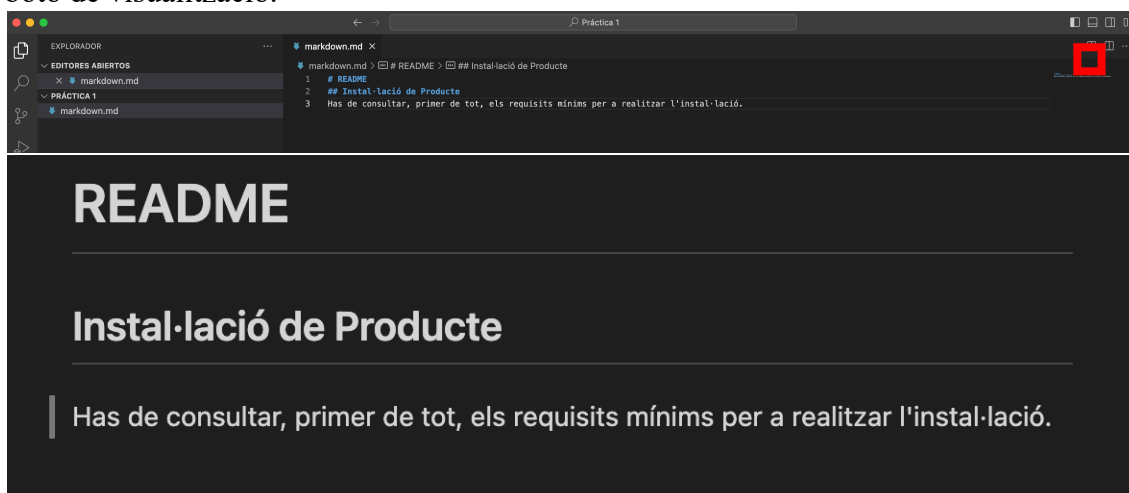 botó de visualització.
Práctica 1
EXPLORADOR
markdown.md
EDITORES ABIERTOS
markdown.md > # README > ## Instal·lació de Producte
markdown.md
1 # README
2 ## Instal·lació de Producte
PRÁCTICA 1
3 Has de consultar, primer de tot, els requisits mínims per a realitzar l'instal·lació.
markdown.md
README
Instal·lació de Producte
Has de consultar, primer de tot, els requisits mínims per a realitzar l'instal·lació.